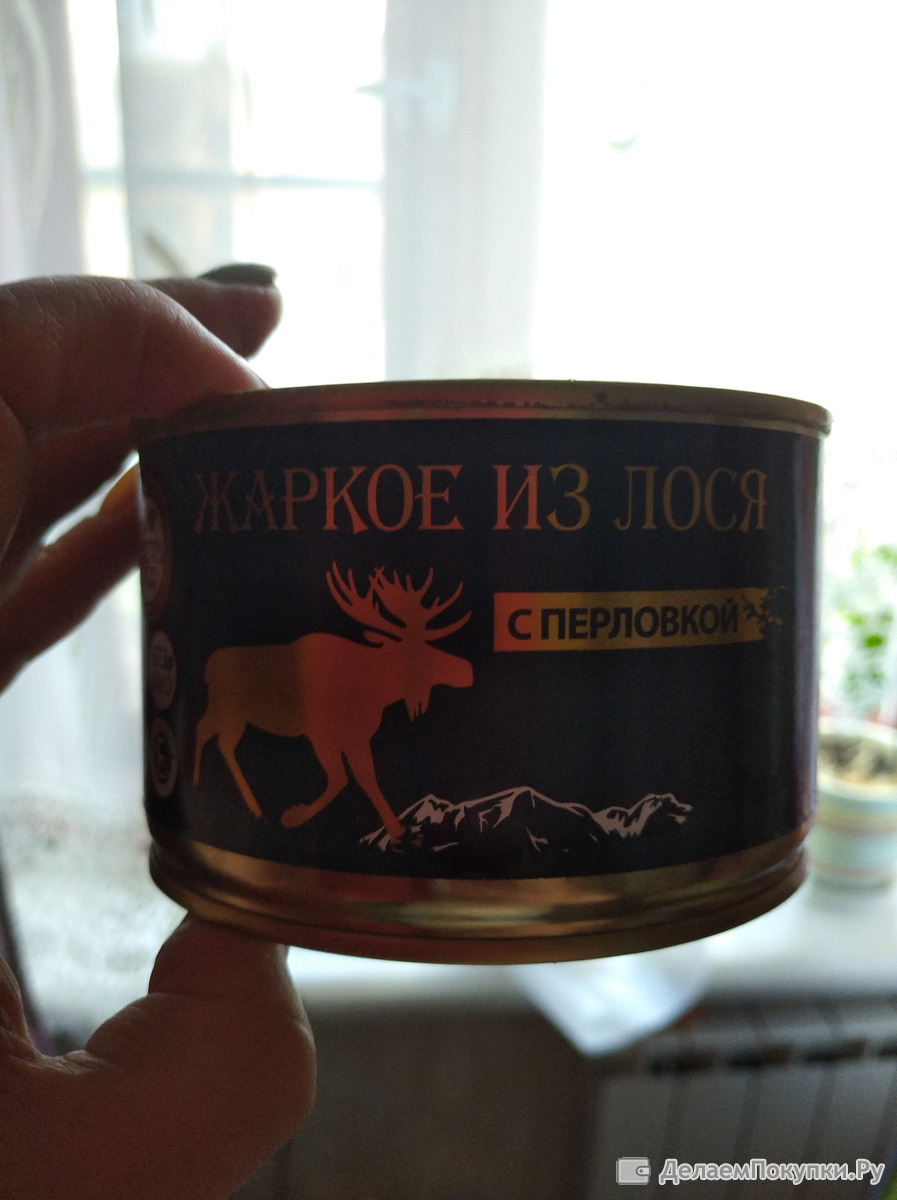 ЖАРКОЕ ИЗ ЛОСЯ
С ПЕРЛОВКОЙ
ДелаемПокупки.Ру